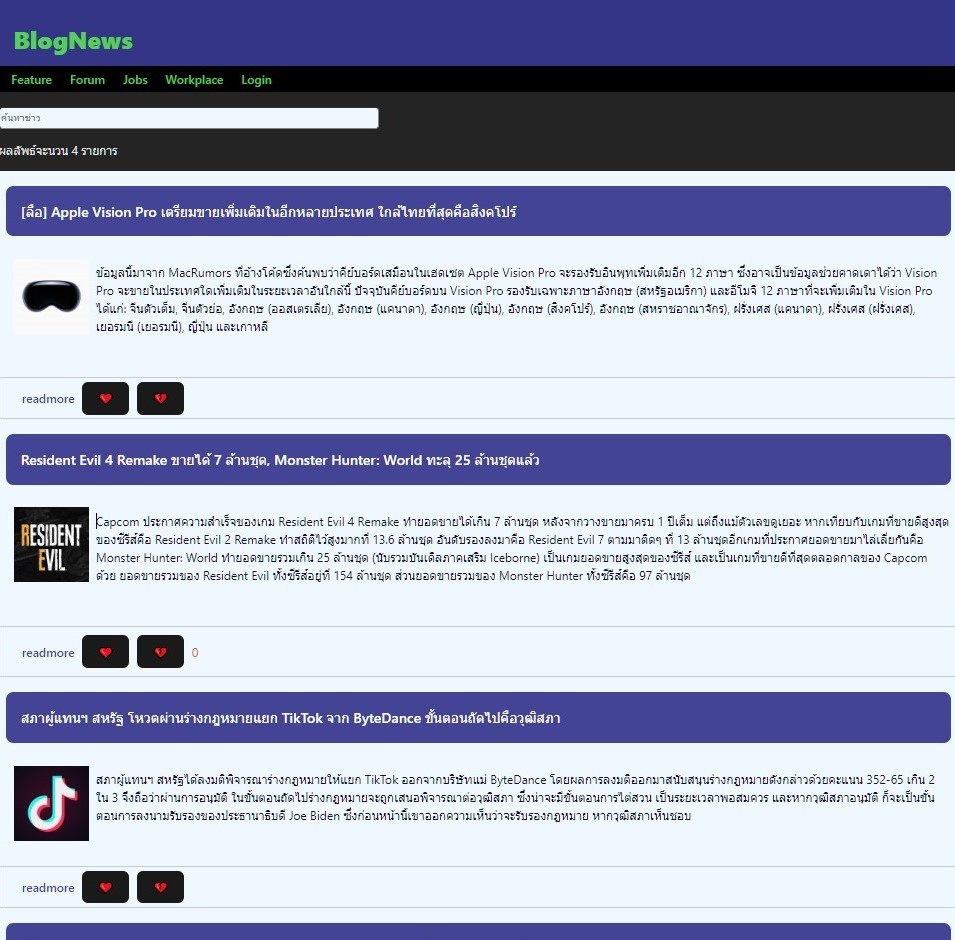 BlogNews
Feature Forum Jobs Workplace Login
ค้นหาข่าว
ผลลัพธ์จะนวน 4 รายการ
[ลือ] Apple Vision Pro เตรียมขายเพิ่มเติมในอีกหลายประเทศ ใกล้ไทยที่สุดคือสิงคโปร์
ข้อมูลนี้มาจาก MacRumors ที่อ้างโค้ดซึ่งค้นพบว่าคีย์บอร์ดเสมือนในเฮดเซต Apple Vision Pro จะรองรับอินพุทเพิ่มเติมอีก 12 ภาษา ซึ่งอาจเป็นข้อมูลช่วยคาดเดาได้ว่า Vision
Pro จะขายในประเทศใดเพิ่มเติมในระยะเวลาอันใกล้นี้ ปัจจุบันคีย์บอร์ดบน Vision Pro รองรับเฉพาะภาษาอังกฤษ (สหรัฐอเมริกา) และอีโมจิ 12 ภาษาที่จะเพิ่มเติมใน Vision Pro
ได้แก่: จีนตัวเต็ม, จีนตัวย่อ, อังกฤษ (ออสเตรเลีย), อังกฤษ (แคนาดา), อังกฤษ (ญี่ปุ่น), อังกฤษ (สิงคโปร์), อังกฤษ (สหราชอาณาจักร), ฝรั่งเศส (แคนาดา), ฝรั่งเศส (ฝรั่งเศส),
เยอรมนี (เยอรมนี), ญี่ปุ่น และเกาหลี
readmore
Resident Evil 4 Remake ขายได้ 7 ล้านชุด, Monster Hunter: World ทะลุ 25 ล้านชุดแล้ว
RESIDENT
EVIL
Capcom ประกาศความสำเร็จของเกม Resident Evil 4 Remake ทำยอดขายได้เกิน 7 ล้านชุด หลังจากวางขายมาครบ 1 ปีเต็ม แต่ถึงแม้ตัวเลขดูเยอะ หากเทียบกับเกมที่ขายดีสูงสุด
ของซีรีส์คือ Resident Evil 2 Remake ทำสถิติไว้สูงมากที่ 13.6 ล้านชุด อันดับรองลงมาคือ Resident Evil 7 ตามมาติดๆ ที่ 13 ล้านชุดอีกเกมที่ประกาศยอดขายมาไล่เลี่ยกันคือ
Monster Hunter: World ทำยอดขายรวมเกิน 25 ล้านชุด (นับรวมบันเดิลภาคเสริม Iceborne) เป็นเกมยอดขายสูงสุดของซีรีส์ และเป็นเกมที่ขายดีที่สุดตลอดกาลของ Capcom
ด้วย ยอดขายรวมของ Resident Evil ทั้งซีรีส์อยู่ที่ 154 ล้านชุด ส่วนยอดขายรวมของ Monster Hunter ทั้งซีรีส์คือ 97 ล้านชุด
readmore 0
สภาผู้แทนฯ สหรัฐ โหวตผ่านร่างกฎหมายแยก TikTok จาก ByteDance ขั้นตอนถัดไปคือวุฒิสภา
สภาผู้แทนฯ สหรัฐได้ลงมติพิจารณาร่างกฎหมายให้แยก TikTok ออกจากบริษัทแม่ ByteDance โดยผลการลงมติออกมาสนับสนุนร่างกฎหมายดังกล่าวด้วยคะแนน 352-65 เกิน 2
ใน 3 จึงถือว่าผ่านการอนุมัติ ในขั้นตอนถัดไปร่างกฎหมายจะถูกเสนอพิจารณาต่อวุฒิสภา ซึ่งน่าจะมีขั้นตอนการไต่สวน เป็นระยะเวลาพอสมควร และหากวุฒิสภาอนุมัติ ก็จะเป็นขั้น
ตอนการลงนามรับรองของประธานาธิบดี Joe Biden ซึ่งก่อนหน้านี้เขาออกความเห็นว่าจะรับรองกฎหมาย หากวุฒิสภาเห็นชอบ
readmore